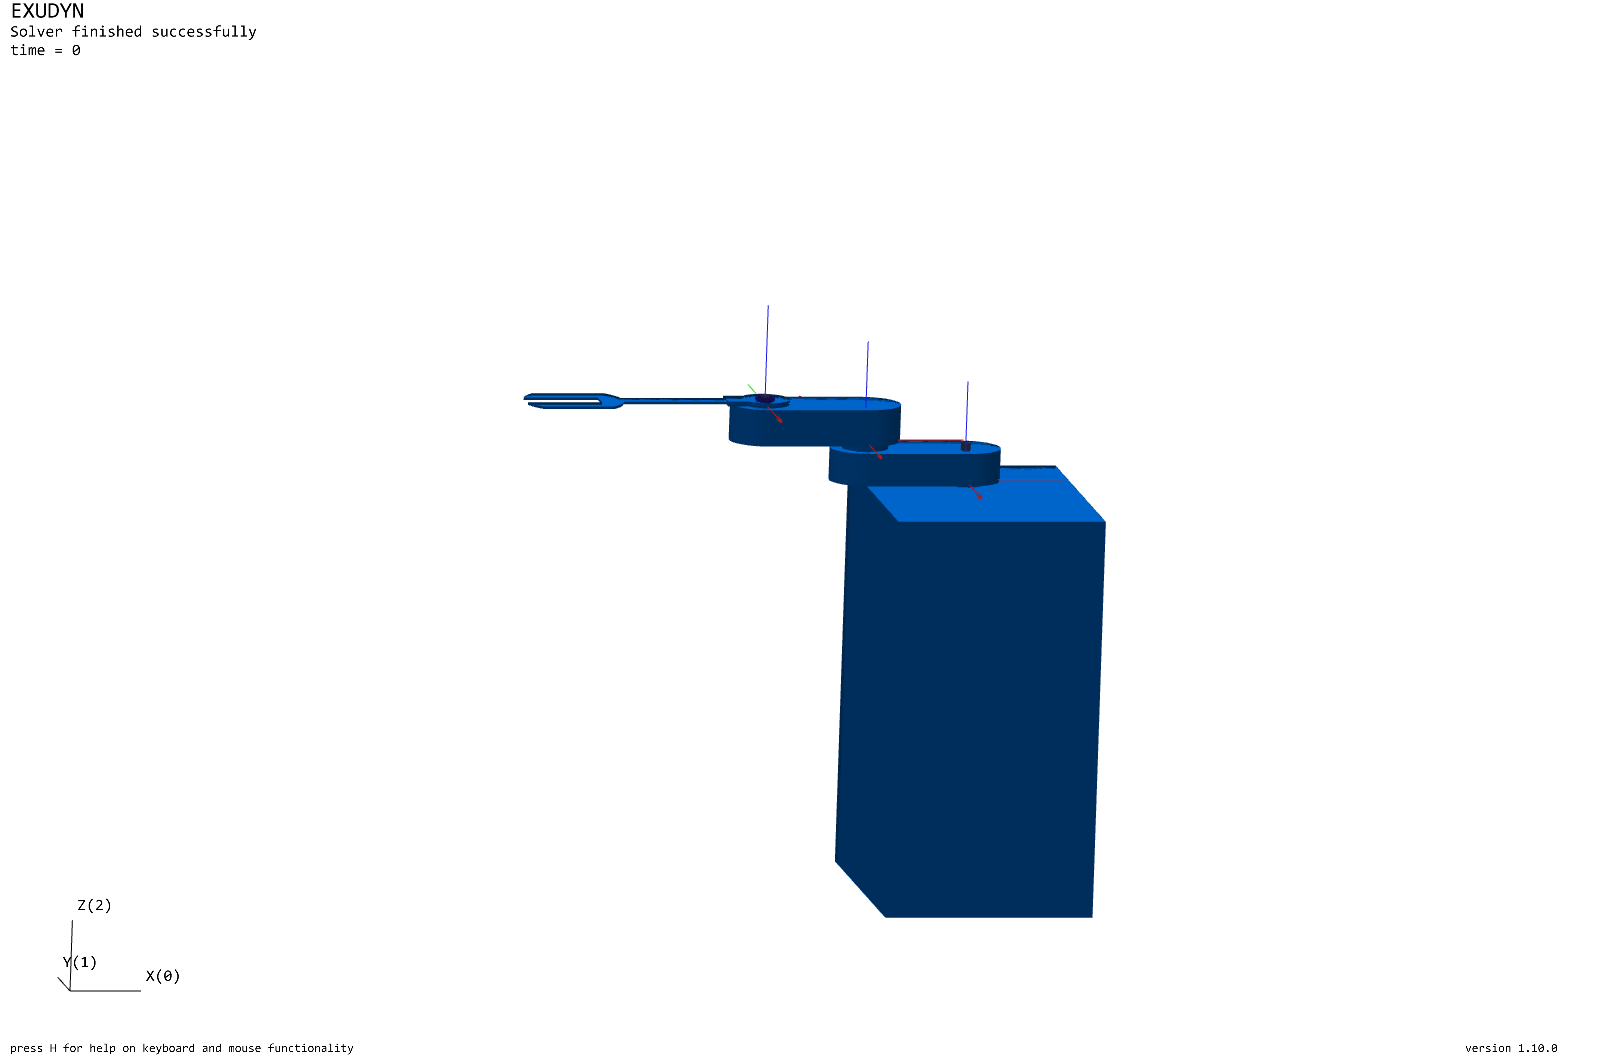 EXUDYN
Solver finished successfully
time = 0
Z(2)
Y(1)
X(0)
press H for help on keyboard and mouse functionality
version 1.10.0